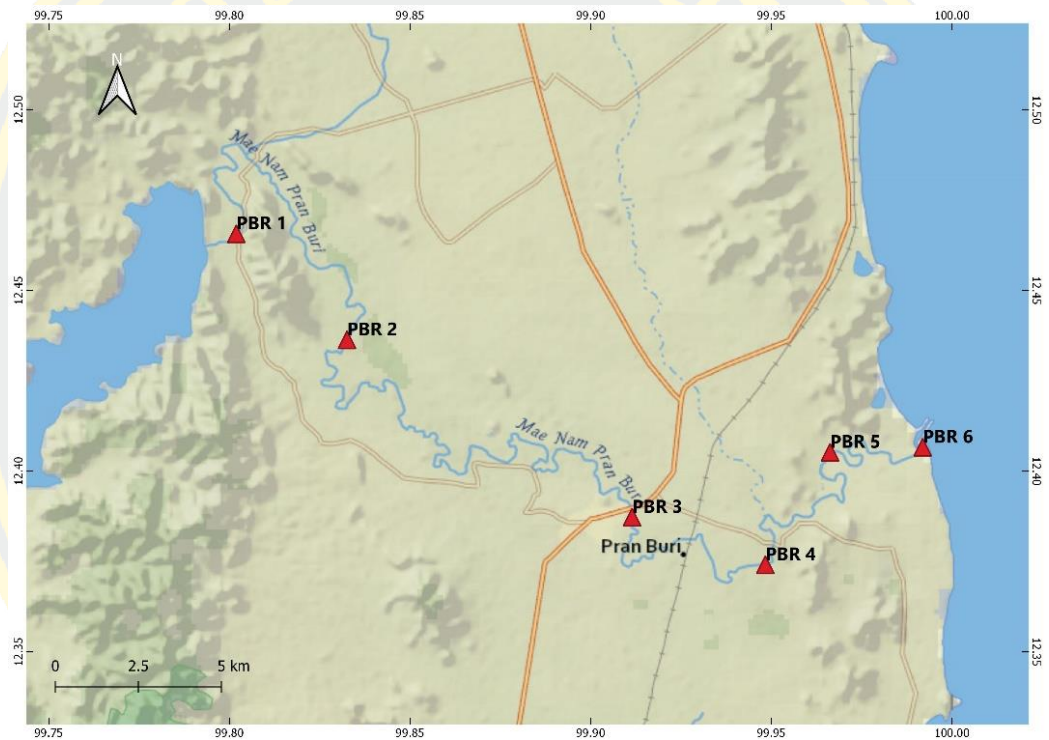 99.75 99.80 99.85 99.90 99.95 100.00
N
12.50 12.50
Mae Nam Pran Buri
PBR 1
12.45 12.45
PBR 2
Mae Nam Pran Buri
PBR 5
PBR 6
12.40 12.40
PBR 3
Pran Buri
PBR 4
12.35 12.35
0 2.5 5 km
99.75 99.80 99.85 99.90 99.95 100.00